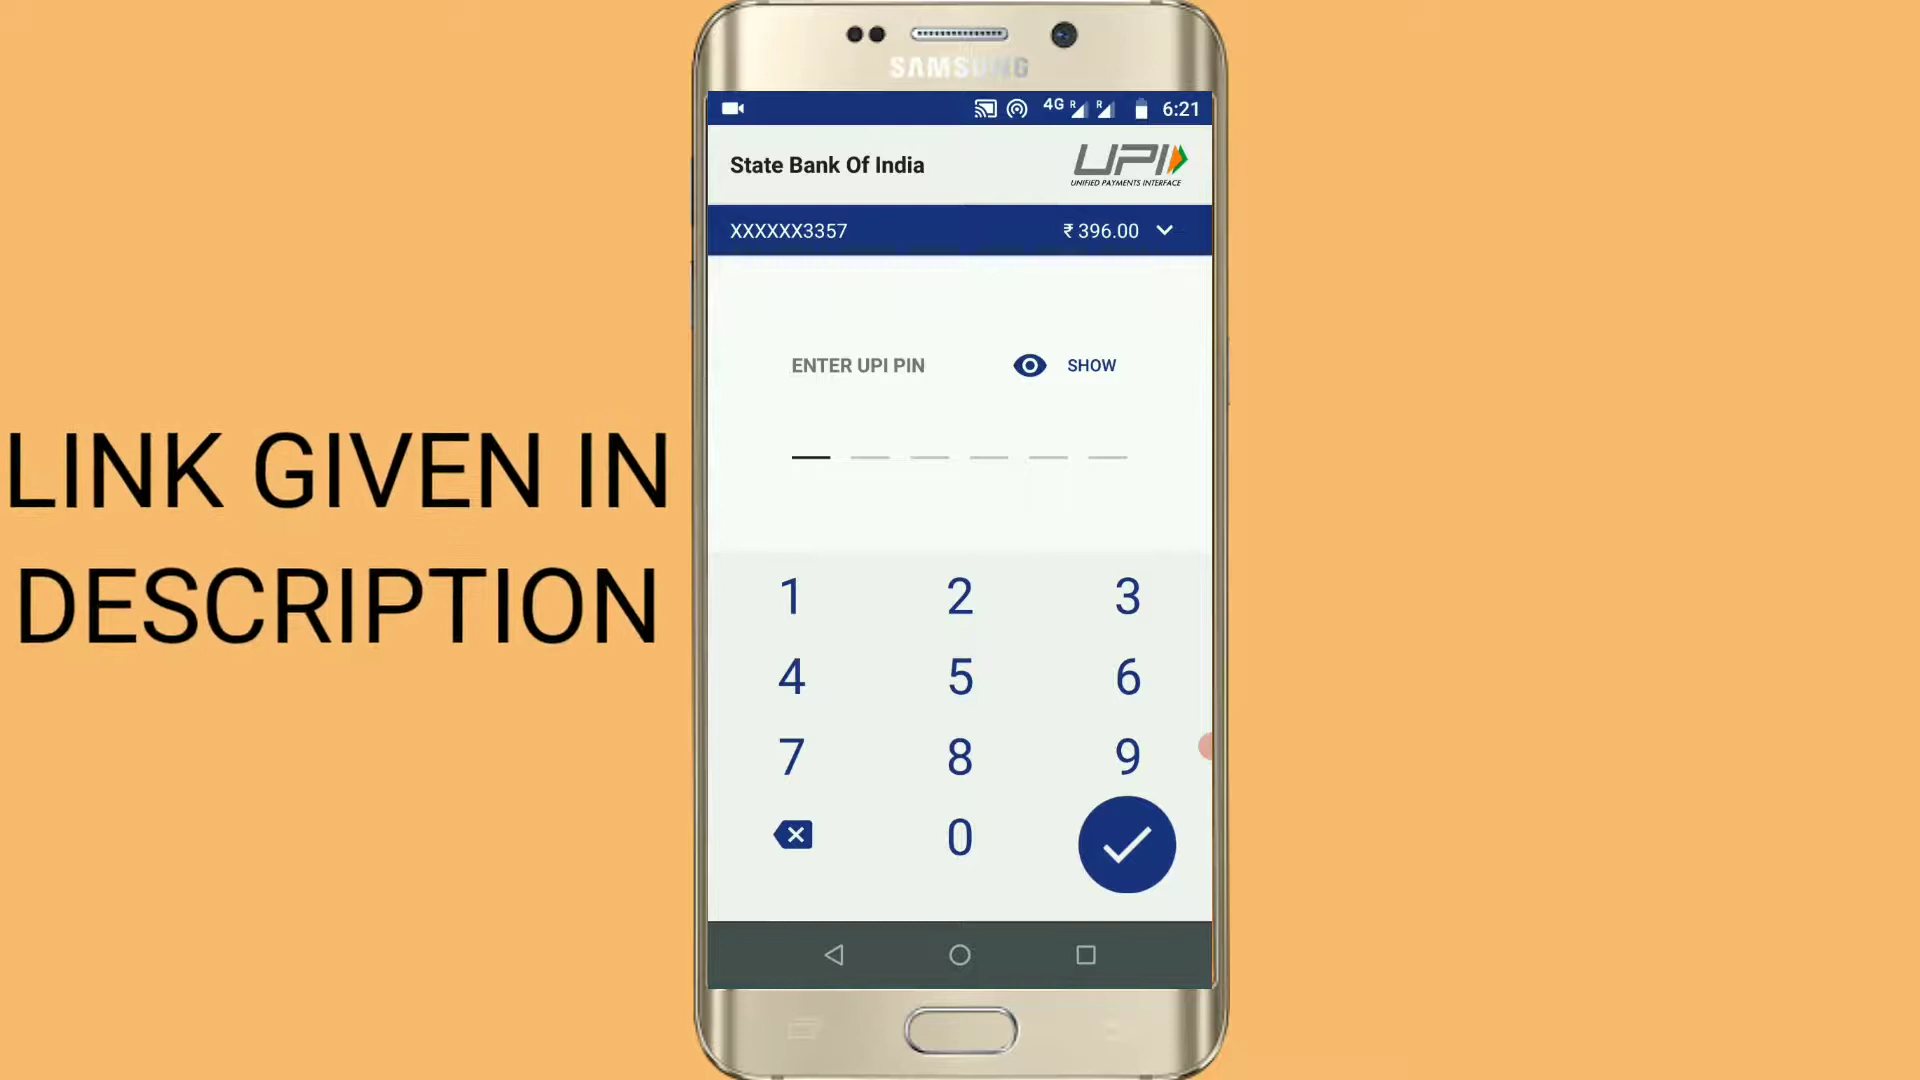 SAMSUNG
4G R R 6:21
State Bank Of India
UPI
UNIFIED PAYMENTS INTERFACE
XXXXXX3357 ₹ 396.00
ENTER UPI PIN SHOW
LINK GIVEN IN
DESCRIPTION
1 2 3
4 5 6
7 8 9
0